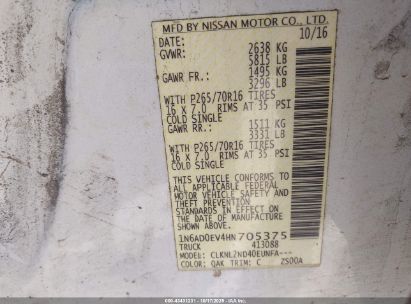 MFD BY NISSAN MOTOR CO., LTD.
DATE: 10/16
GVWR: 2638 KG
5815 LB
GAWR FR.: 1495 KG
3296 LB
WITH P265/70R16 TIRES
16 x 7.0 RIMS AT 35 PSI
COLD SINGLE
GAWR RR.: 1511 KG
3331 LB
WITH P265/70R16 TIRES
16 x 7.0 RIMS AT 35 PSI
COLD SINGLE
THIS VEHICLE CONFORMS TO
ALL APPLICABLE FEDERAL
MOTOR VEHICLE SAFETY
STANDARDS IN EFFECT ON
THE DATE OF MANUFACTURE
SHOWN ABOVE.
1N6AD0EV4HN705375
TRUCK 413088
MODEL: CLKNLZND40EUNFA---
COLOR: QAK TRIM: C ZS00A